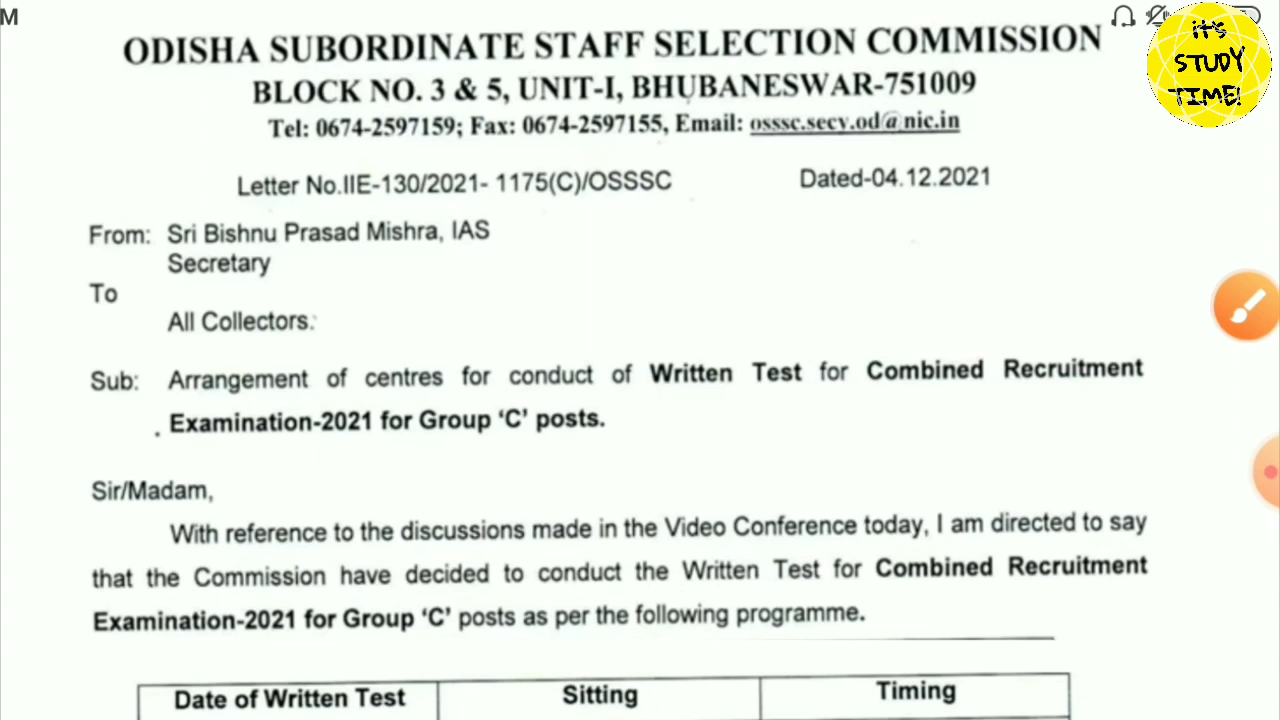 M
ODISHA SUBORDINATE STAFF SELECTION COMMISSION
BLOCK NO. 3 & 5, UNIT-I, BHUBANESWAR-751009
Tel: 0674-2597159; Fax: 0674-2597155, Email: osssc.secy.od@nic.in
iT'S
STUDY
TIME!
Letter No.IIE-130/2021- 1175(C)/OSSSC Dated-04.12.2021
From: Sri Bishnu Prasad Mishra, IAS
Secretary
To
All Collectors.
Sub: Arrangement of centres for conduct of Written Test for Combined Recruitment
Examination-2021 for Group ‘C’ posts.
Sir/Madam,
With reference to the discussions made in the Video Conference today, I am directed to say
that the Commission have decided to conduct the Written Test for Combined Recruitment
Examination-2021 for Group ‘C’ posts as per the following programme.
Date of Written Test Sitting Timing